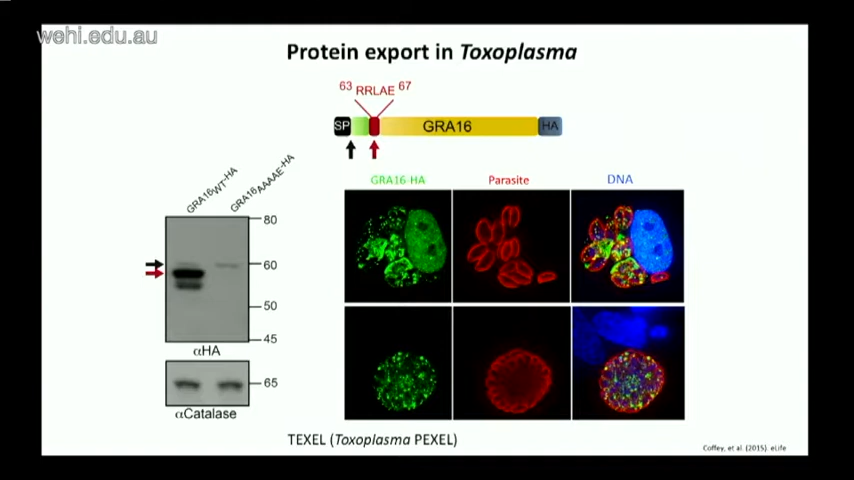 wehi.edu.au
Protein export in Toxoplasma
63 RRLAE 67
SP
GRA16
HA
GRA16WT-HA
GRA16AAAAE-HA
80
60
50
45
αHA
65
αCatalase
GRA16-HA
Parasite
DNA
TEXEL (Toxoplasma PEXEL)
Coffey, et al. (2015). eLife